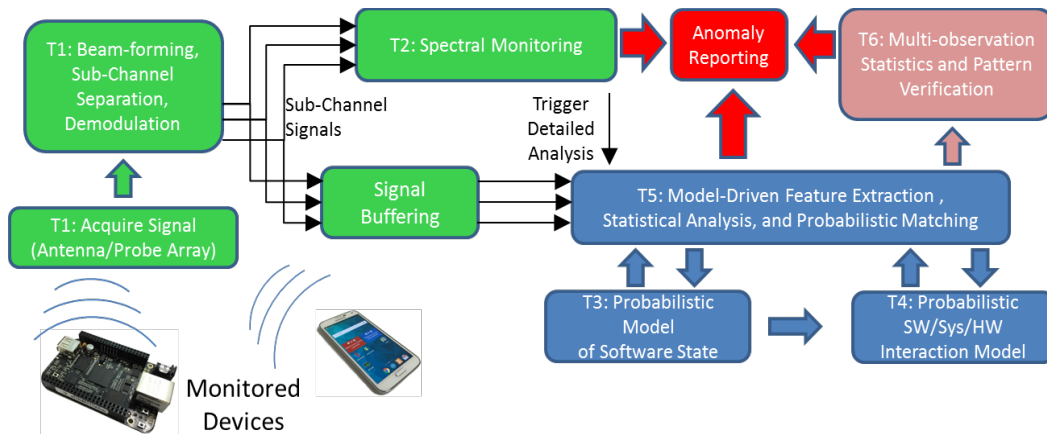 T1: Beam-forming,
Sub-Channel
Separation,
Demodulation
T2: Spectral Monitoring
Anomaly
Reporting
T6: Multi-observation
Statistics and Pattern
Verification
Sub-Channel
Signals
Trigger
Detailed
Analysis
Signal
Buffering
T5: Model-Driven Feature Extraction ,
Statistical Analysis, and Probabilistic Matching
T1: Acquire Signal
(Antenna/Probe Array)
T3: Probabilistic
Model
of Software State
T4: Probabilistic
SW/Sys/HW
Interaction Model
Monitored
Devices